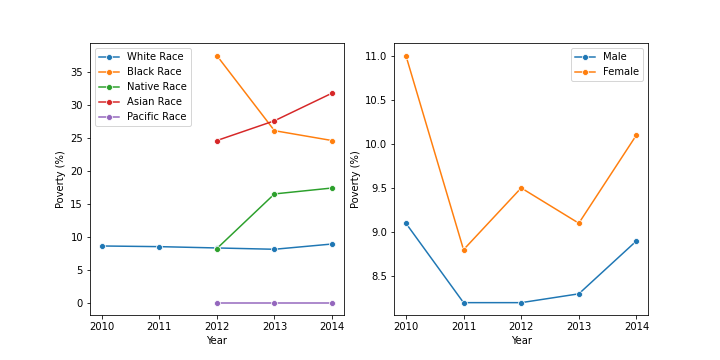 White Race
Black Race
Native Race
Asian Race
Pacific Race
35
30
25
20
15
10
5
0
Poverty (%)
2010 2011 2012 2013 2014
Year
Male
Female
11.0
10.5
10.0
9.5
9.0
8.5
Poverty (%)
2010 2011 2012 2013 2014
Year